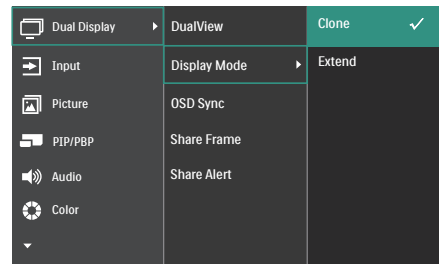 Dual Display
Input
Picture
PIP/PBP
Audio
Color
DualView
Display Mode
OSD Sync
Share Frame
Share Alert
Clone
Extend